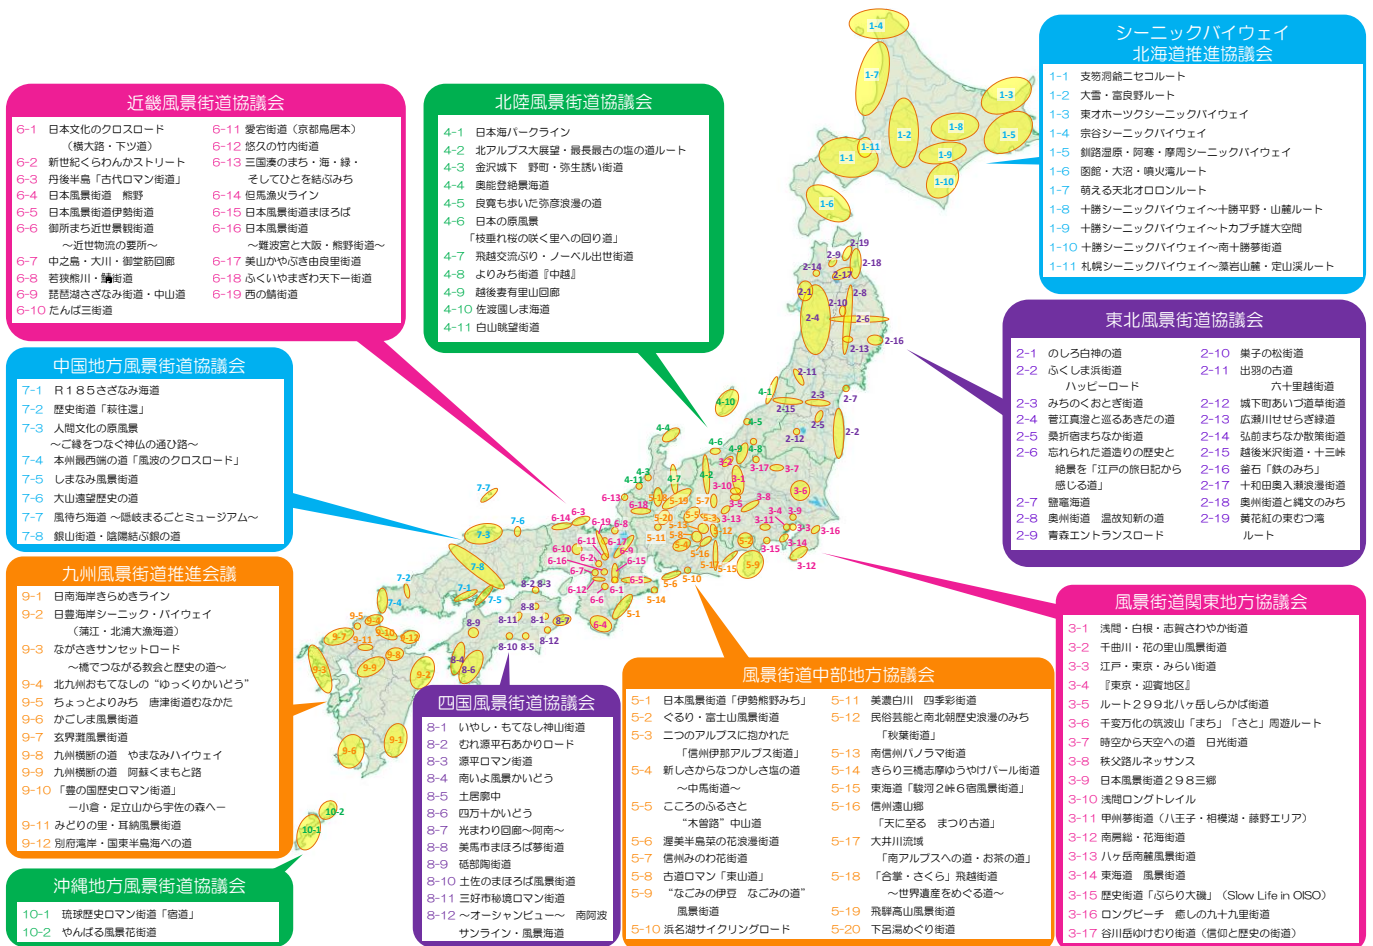 シーニックバイウェイ
北海道推進協議会
1-1 支笏洞爺ニセコルート
1-2 大雪・富良野ルート
1-3 東オホーツクシーニックバイウェイ
1-4 宗谷シーニックバイウェイ
1-5 釧路湿原・阿寒・摩周シーニックバイウェイ
1-6 函館・大沼・噴火湾ルート
1-7 萌える天北オロロンルート
1-8 十勝シーニックバイウェイ～十勝平野・山麓ルート
1-9 十勝シーニックバイウェイ～トカプチ雄大空間
1-10 十勝シーニックバイウェイ～南十勝夢街道
1-11 札幌シーニックバイウェイ～藻岩山麓・定山渓ルート
近畿風景街道協議会
6-1 日本文化のクロスロード
（横大路・下ツ道）
6-2 新世紀くらわんかストリート
6-3 丹後半島「古代ロマン街道」
6-4 日本風景街道 熊野
6-5 日本風景街道伊勢街道
6-6 御所まち近世景観街道
～近世物流の要所～
6-7 中之島・大川・御堂筋回廊
6-8 若狭熊川・鯖街道
6-9 琵琶湖さざなみ街道・中山道
6-10 たんば三街道
6-11 愛宕街道（京都鳥居本）
6-12 悠久の竹内街道
6-13 三国湊のまち・海・緑・
そしてひとを結ぶみち
6-14 但馬漁火ライン
6-15 日本風景街道まほろば
6-16 日本風景街道
～難波宮と大阪・熊野街道～
6-17 美山かやぶき由良里街道
6-18 ふくいやまぎわ天下一街道
6-19 西の鯖街道
北陸風景街道協議会
4-1 日本海パークライン
4-2 北アルプス大展望・最長最古の塩の道ルート
4-3 金沢城下 野町・弥生誘い街道
4-4 奥能登絶景海道
4-5 良寛も歩いた弥彦浪漫の道
4-6 日本の原風景
「枝垂れ桜の咲く里への回り道」
4-7 飛越交流ぶり・ノーベル出世街道
4-8 よりみち街道『中越』
4-9 越後妻有里山回廊
4-10 佐渡國しま海道
4-11 白山眺望街道
東北風景街道協議会
2-1 のしろ白神の道
2-2 ふくしま浜街道
ハッピーロード
2-3 みちのくおとぎ街道
2-4 菅江真澄と巡るあきたの道
2-5 桑折宿まちなか街道
2-6 忘れられた道造りの歴史と
絶景を「江戸の旅日記から
感じる道」
2-7 鹽竈海道
2-8 奥州街道 温故知新の道
2-9 青森エントランスロード
2-10 巣子の松街道
2-11 出羽の古道
六十里越街道
2-12 城下町あいづ道草街道
2-13 広瀬川せせらぎ緑道
2-14 弘前まちなか散策街道
2-15 越後米沢街道・十三峠
2-16 釜石「鉄のみち」
2-17 十和田奥入瀬浪漫街道
2-18 奥州街道と縄文のみち
2-19 黄花紅の東むつ湾
ルート
中国地方風景街道協議会
7-1 Ｒ１８５さざなみ海道
7-2 歴史街道「萩往還」
7-3 人間文化の原風景
～ご縁をつなぐ神仏の通ひ路～
7-4 本州最西端の道「風波のクロスロード」
7-5 しまなみ風景街道
7-6 大山遠望歴史の道
7-7 風待ち海道 ～隠岐まるごとミュージアム～
7-8 銀山街道・陰陽結ぶ銀の道
九州風景街道推進会議
9-1 日南海岸きらめきライン
9-2 日豊海岸シーニック・バイウェイ
（蒲江・北浦大漁海道）
9-3 ながさきサンセットロード
～橋でつながる教会と歴史の道～
9-4 北九州おもてなしの“ゆっくりかいどう”
9-5 ちょっとよりみち 唐津街道むなかた
9-6 かごしま風景街道
9-7 玄界灘風景街道
9-8 九州横断の道 やまなみハイウェイ
9-9 九州横断の道 阿蘇くまもと路
9-10 「豊の国歴史ロマン街道」
－小倉・足立山から宇佐の森へ－
9-11 みどりの里・耳納風景街道
9-12 別府湾岸・国東半島海べの道
沖縄地方風景街道協議会
10-1 琉球歴史ロマン街道「宿道」
10-2 やんばる風景花街道
四国風景街道協議会
8-1 いやし・もてなし神山街道
8-2 むれ源平石あかりロード
8-3 源平ロマン街道
8-4 南いよ風景かいどう
8-5 土居廓中
8-6 四万十かいどう
8-7 光まわり回廊～阿南～
8-8 美馬市まほろば夢街道
8-9 砥部陶街道
8-10 土佐のまほろば風景街道
8-11 三好市秘境ロマン街道
8-12 ～オーシャンビュー～ 南阿波
サンライン・風景海道
風景街道中部地方協議会
5-1 日本風景街道「伊勢熊野みち」
5-2 ぐるり・富士山風景街道
5-3 二つのアルプスに抱かれた
「信州伊那アルプス街道」
5-4 新しさからなつかしさ塩の道
～中馬街道～
5-5 こころのふるさと
“木曽路”中山道
5-6 渥美半島菜の花浪漫街道
5-7 信州みのわ花街道
5-8 古道ロマン「東山道」
5-9 “なごみの伊豆 なごみの道”
風景街道
5-10 浜名湖サイクリングロード
5-11 美濃白川 四季彩街道
5-12 民俗芸能と南北朝歴史浪漫のみち
「秋葉街道」
5-13 南信州パノラマ街道
5-14 きらり三橋志摩ゆうやけパール街道
5-15 東海道「駿河２峠６宿風景街道」
5-16 信州遠山郷
「天に至る まつり古道」
5-17 大井川流域
「南アルプスへの道・お茶の道」
5-18 「合掌・さくら」飛越街道
～世界遺産をめぐる道～
5-19 飛騨高山風景街道
5-20 下呂湯めぐり街道
風景街道関東地方協議会
3-1 浅間・白根・志賀さわやか街道
3-2 千曲川・花の里山風景街道
3-3 江戸・東京・みらい街道
3-4 『東京・迎賓地区』
3-5 ルート２９９北八ヶ岳しらかば街道
3-6 千変万化の筑波山「まち」「さと」周遊ルート
3-7 時空から天空への道 日光街道
3-8 秩父路ルネッサンス
3-9 日本風景街道２９８三郷
3-10 浅間ロングトレイル
3-11 甲州夢街道（八王子・相模湖・藤野エリア）
3-12 南房総・花海街道
3-13 八ヶ岳南麓風景街道
3-14 東海道 風景街道
3-15 歴史街道「ぶらり大磯」（Slow Life in OISO）
3-16 ロングビーチ 癒しの九十九里街道
3-17 谷川岳ゆけむり街道（信仰と歴史の街道）